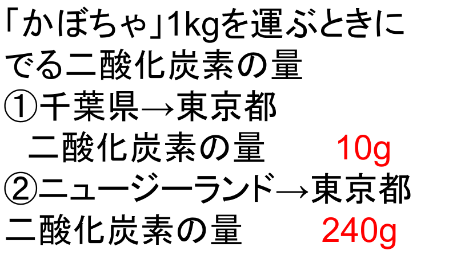 「かぼちゃ」1kgを運ぶときに
でる二酸化炭素の量
①千葉県→東京都
二酸化炭素の量 10g
②ニュージーランド→東京都
二酸化炭素の量 240g